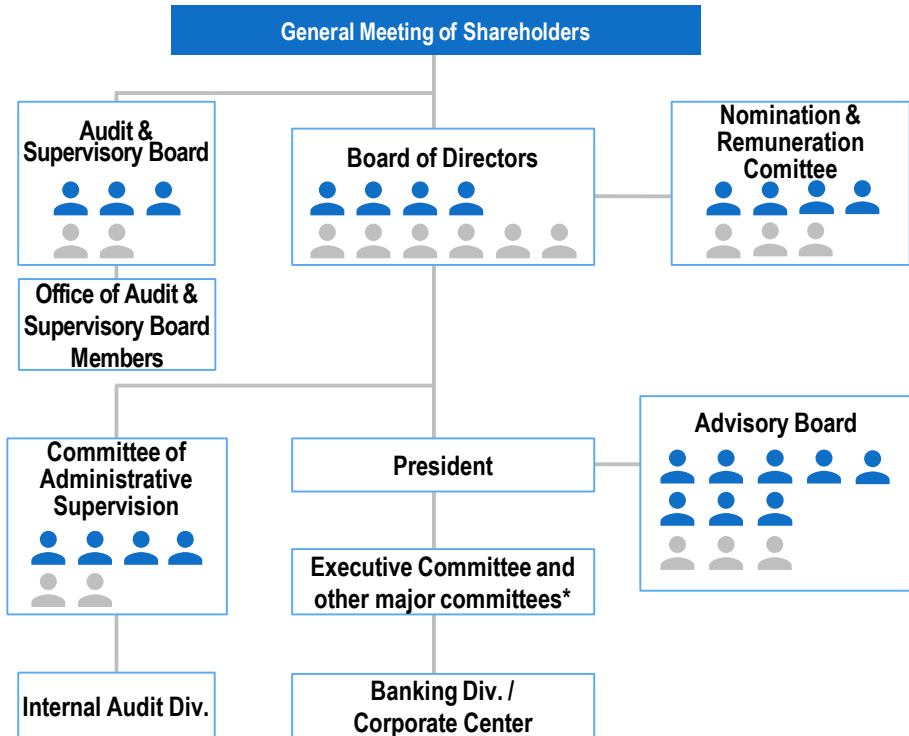 General Meeting of Shareholders
Audit &
Supervisory Board
Board of Directors
Nomination &
Remuneration
Comittee
Office of Audit &
Supervisory Board
Members
Committee of
Administrative
Supervision
President
Advisory Board
Executive Committee and
other major committees*
Internal Audit Div.
Banking Div. /
Corporate Center